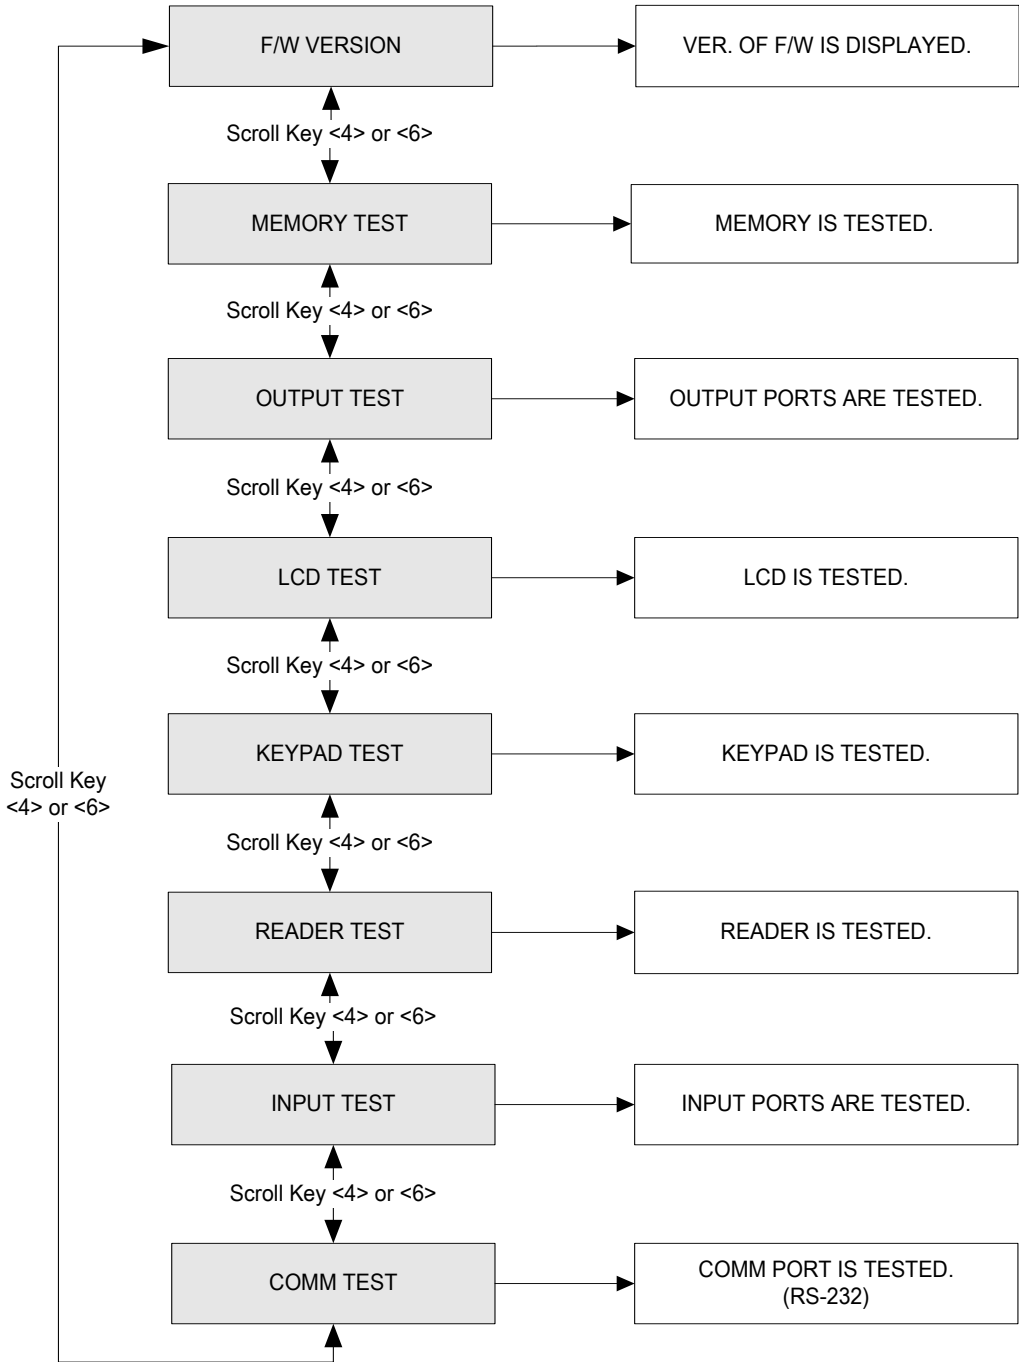 F/W VERSION
VER. OF F/W IS DISPLAYED.
Scroll Key <4> or <6>
MEMORY TEST
MEMORY IS TESTED.
Scroll Key <4> or <6>
OUTPUT TEST
OUTPUT PORTS ARE TESTED.
Scroll Key <4> or <6>
LCD TEST
LCD IS TESTED.
Scroll Key <4> or <6>
KEYPAD TEST
KEYPAD IS TESTED.
Scroll Key
<4> or <6>
Scroll Key <4> or <6>
READER TEST
READER IS TESTED.
Scroll Key <4> or <6>
INPUT TEST
INPUT PORTS ARE TESTED.
Scroll Key <4> or <6>
COMM TEST
COMM PORT IS TESTED.
(RS-232)